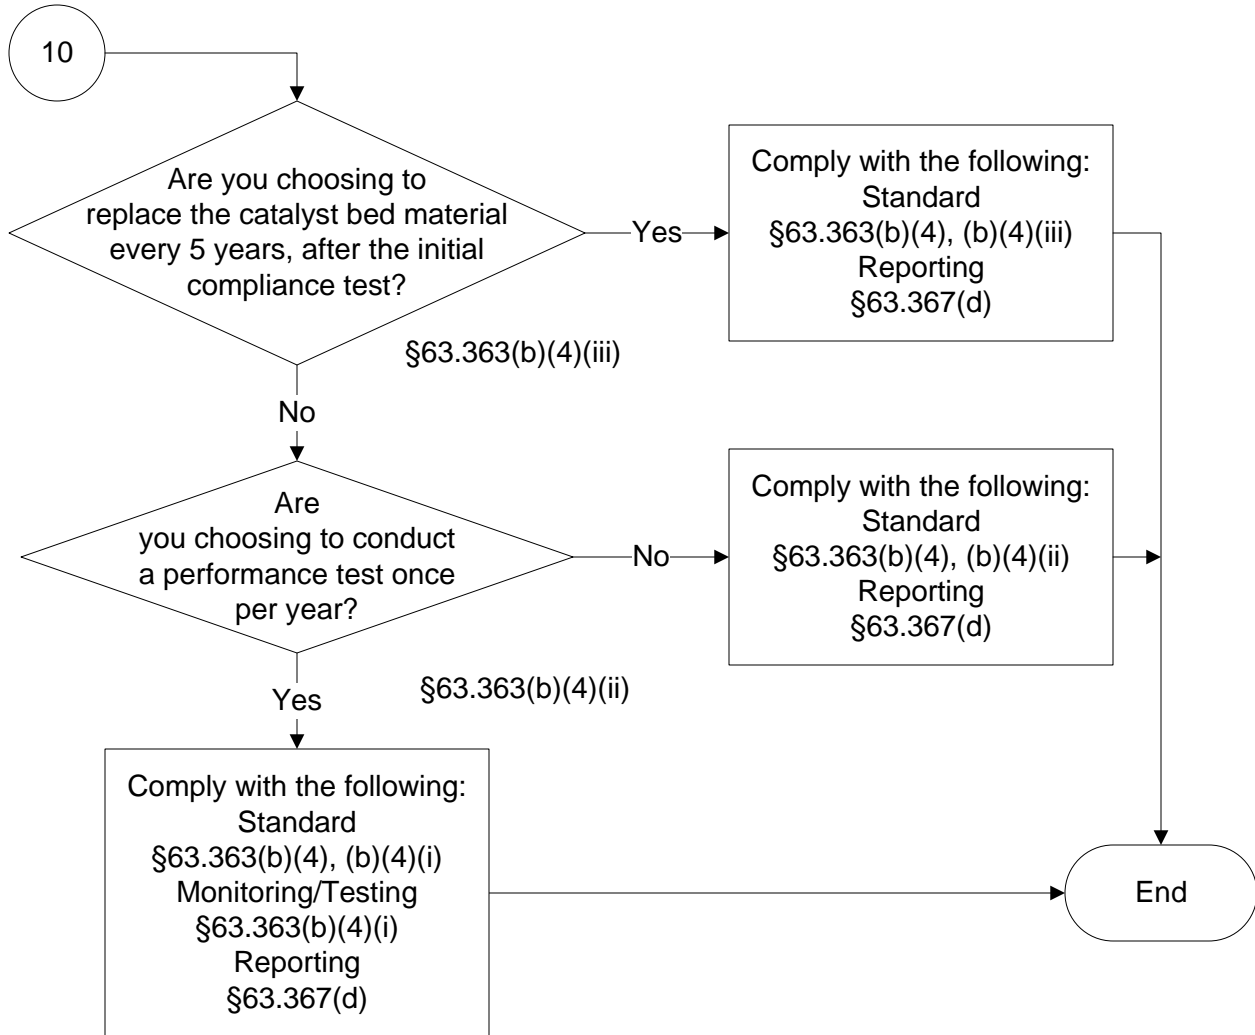 10
Are you choosing to
replace the catalyst bed material
every 5 years, after the initial
compliance test?
Yes
Comply with the following:
Standard
§63.363(b)(4), (b)(4)(iii)
Reporting
§63.367(d)
§63.363(b)(4)(iii)
No
Are
you choosing to conduct
a performance test once
per year?
No
Comply with the following:
Standard
§63.363(b)(4), (b)(4)(ii)
Reporting
§63.367(d)
§63.363(b)(4)(ii)
Yes
Comply with the following:
Standard
§63.363(b)(4), (b)(4)(i)
Monitoring/Testing
§63.363(b)(4)(i)
Reporting
§63.367(d)
End